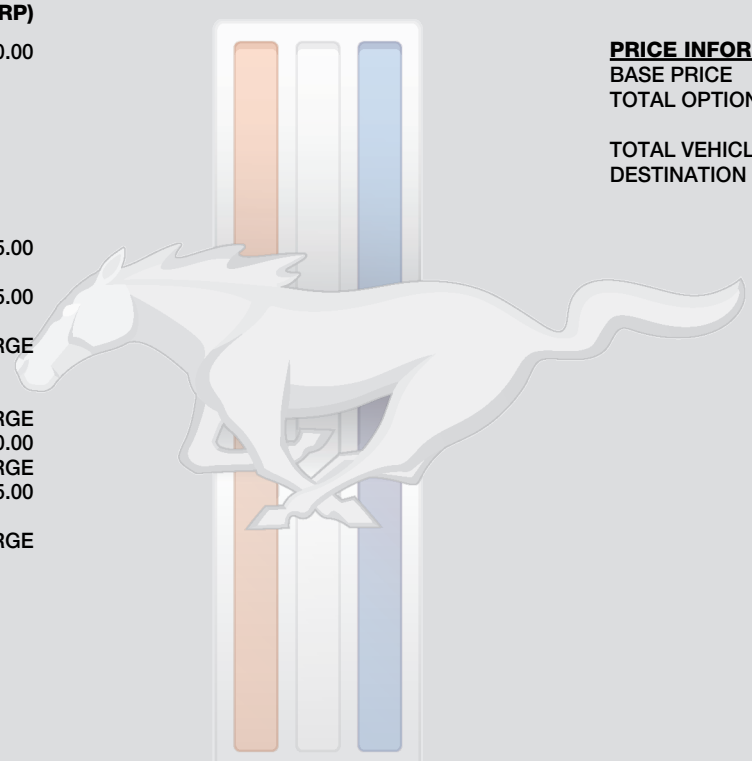 RP)
0.00
5.00
5.00
RGE
RGE
0.00
RGE
5.00
RGE
PRICE INFOR
BASE PRICE
TOTAL OPTION
TOTAL VEHICL
DESTINATION